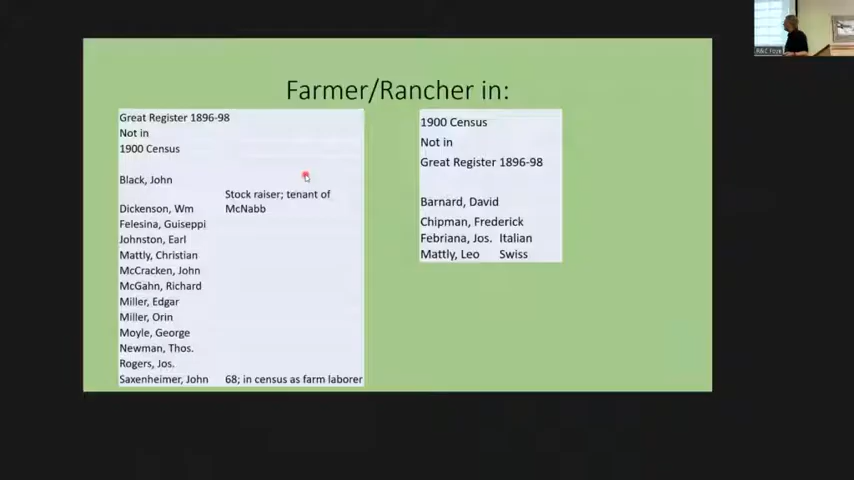 Farmer/Rancher in:
Great Register 1896-98
Not in
1900 Census
Black, John
Dickenson, Wm Stock raiser; tenant of McNabb
Felesina, Guiseppi
Johnston, Earl
Mattly, Christian
McCracken, John
McGahn, Richard
Miller, Edgar
Miller, Orin
Moyle, George
Newman, Thos.
Rogers, Jos.
Saxenheimer, John 68; in census as farm laborer
1900 Census
Not in
Great Register 1896-98
Barnard, David
Chipman, Frederick
Febriana, Jos. Italian
Mattly, Leo Swiss